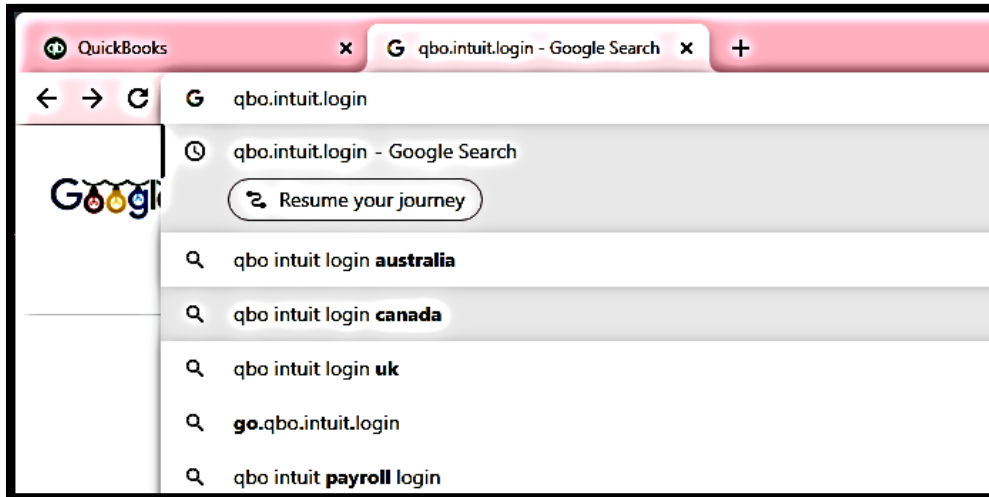 QuickBooks
qbo.intuit.login - Google Search
qbo.intuit.login
qbo.intuit.login - Google Search
Google
Resume your journey
qbo intuit login australia
qbo intuit login canada
qbo intuit login uk
go.qbo.intuit.login
qbo intuit payroll login